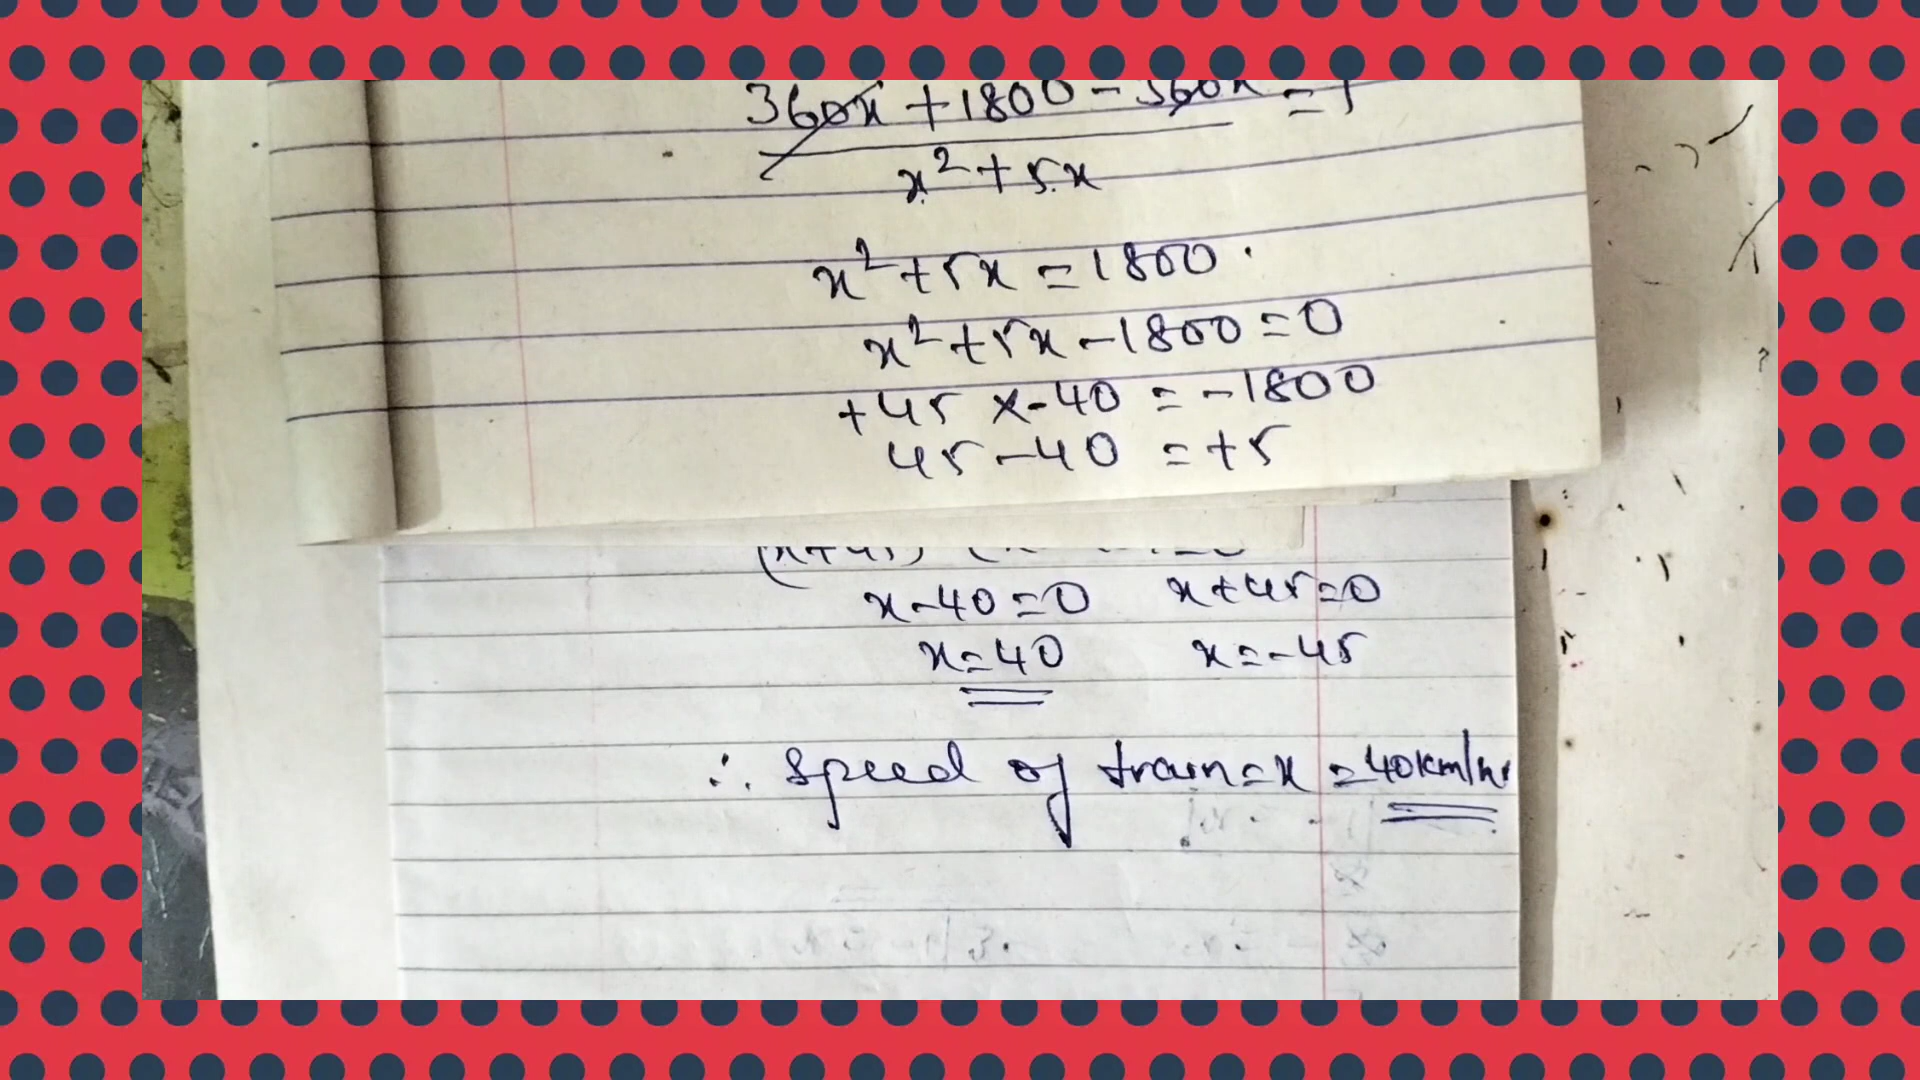 360x + 1800 - 360x = 1
x² + 5x
x² + 5x = 1800
x² + 5x - 1800 = 0
+45 x -40 = -1800
45 - 40 = +5
x - 40 = 0 x + 45 = 0
x = 40 x = -45
∴ speed of train = x = 40km/hr